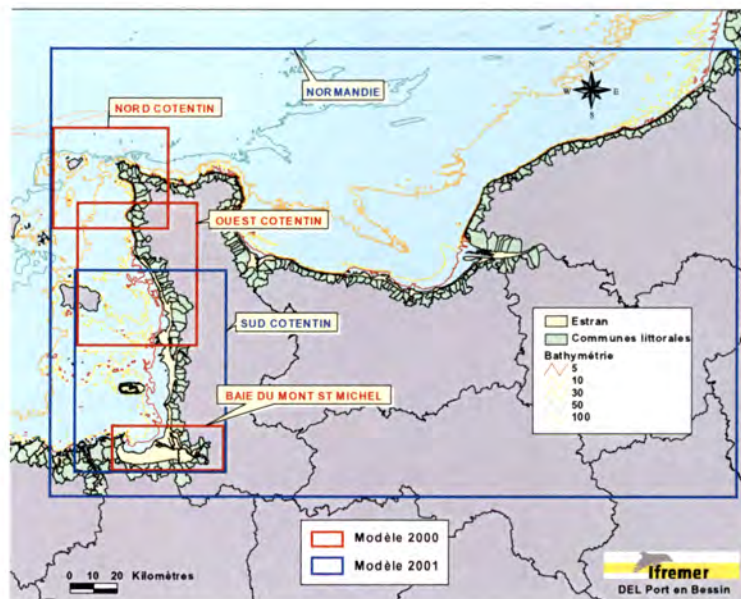 NORD COTENTIN
NORMANDIE
N
W E
S
OUEST COTENTIN
SUD COTENTIN
BAIE DU MONT ST MICHEL
Estran
Communes littorales
Bathymétrie
5
10
30
50
100
Modèle 2000
Modèle 2001
0 10 20 Kilomètres
Ifremer
DEL Port en Bessin